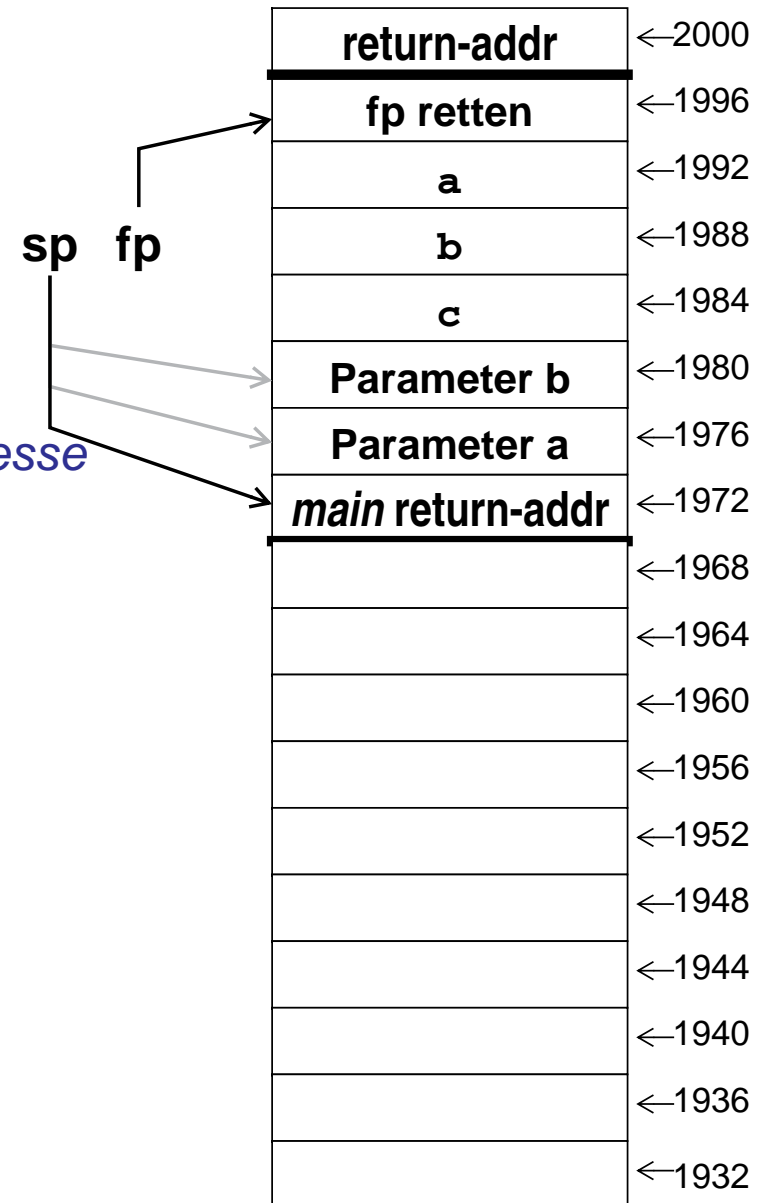 return-addr ←2000
fp retten ←1996
a ←1992
sp fp b ←1988
c ←1984
Parameter b ←1980
esse Parameter a ←1976
main return-addr ←1972
←1968
←1964
←1960
←1956
←1952
←1948
←1944
←1940
←1936
←1932